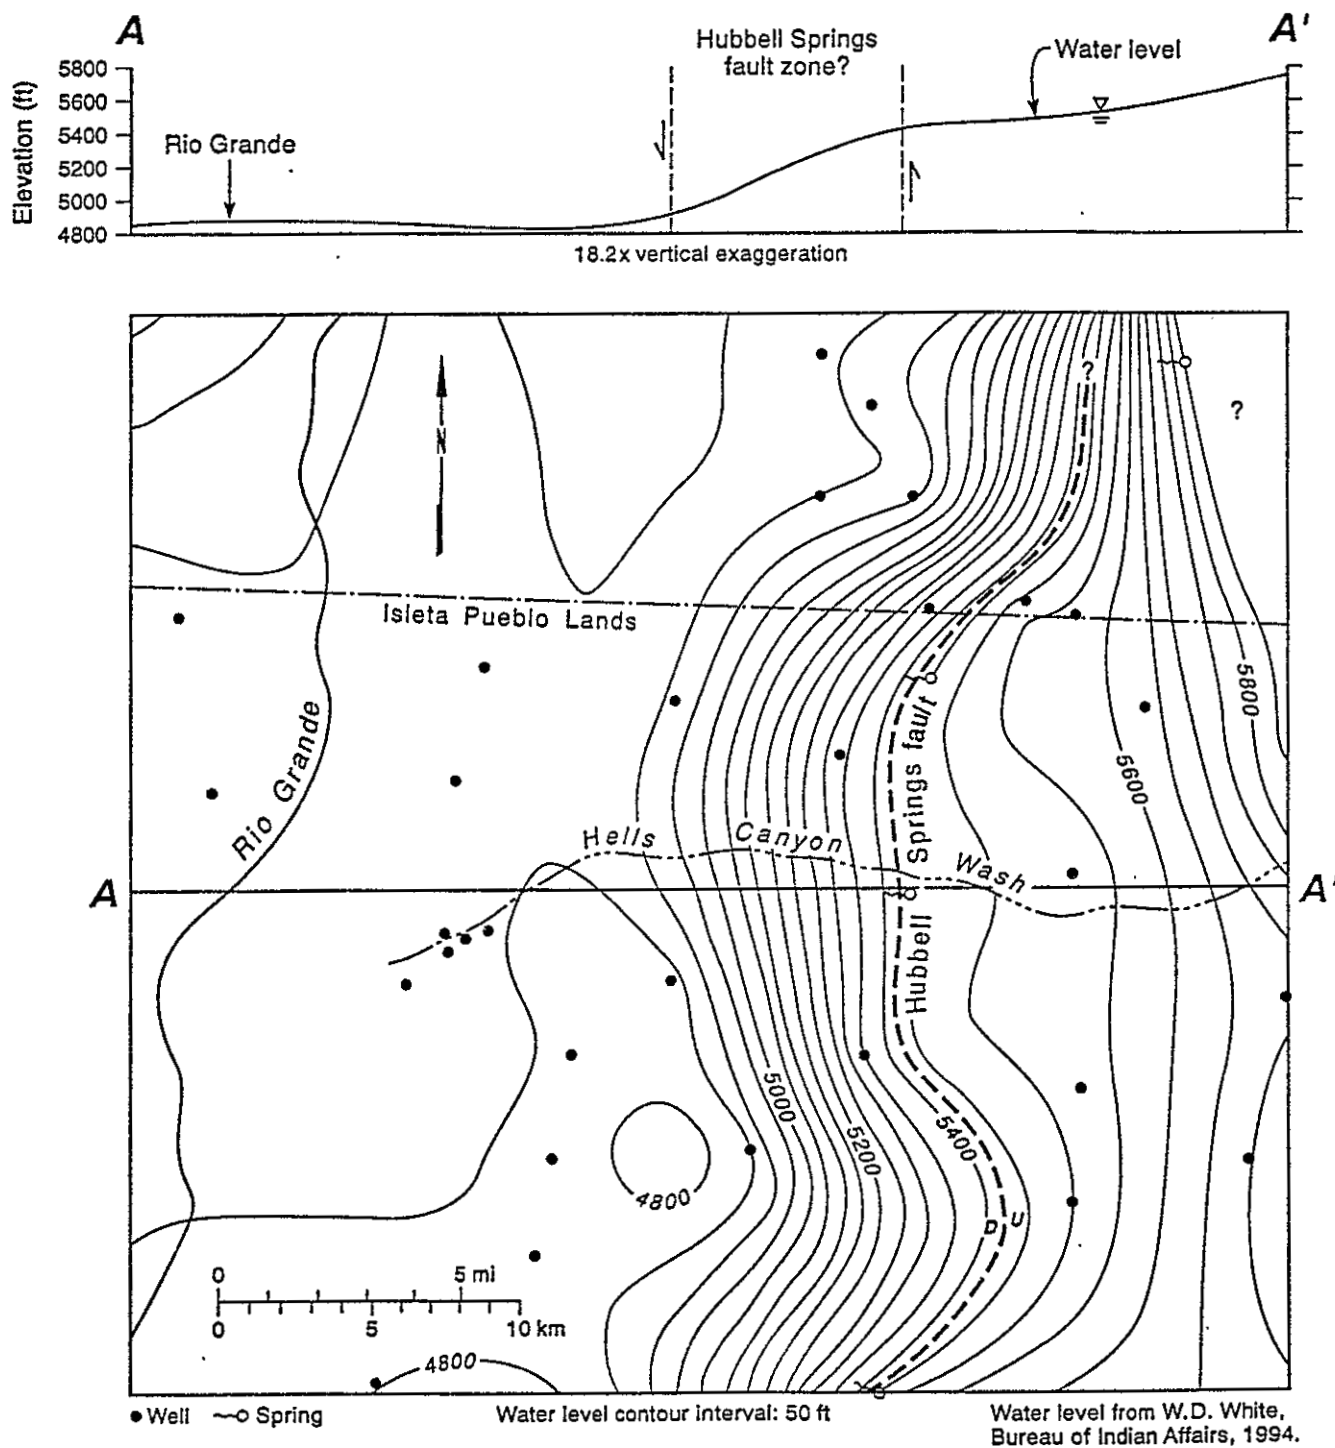 A
A'
Hubbell Springs
fault zone?
Water level
Elevation (ft)
5800
5600
5400
5200
5000
4800
Rio Grande
18.2x vertical exaggeration
?
?
N
Isleta Pueblo Lands
5800
Rio Grande
Hubbell Springs fault
5600
Hells Canyon Wash
A
A'
5000
5200
5400
4800
D U
0 5 mi
0 5 10 km
4800
Well
Spring
Water level contour interval: 50 ft
Water level from W.D. White,
Bureau of Indian Affairs, 1994.